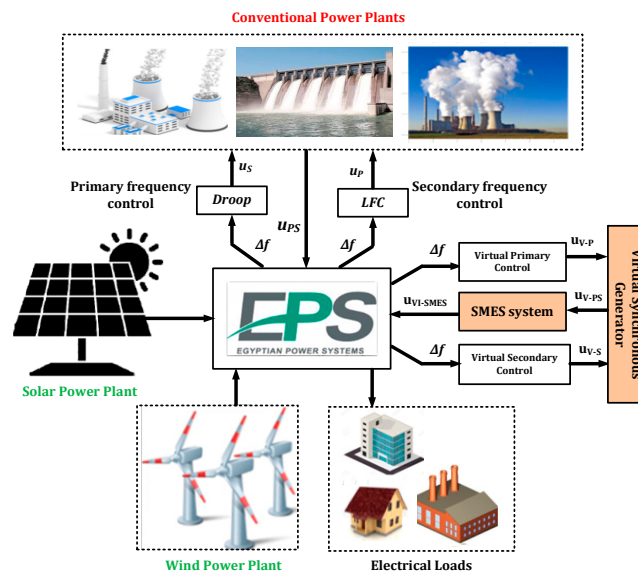 Conventional Power Plants
u_S
u_P
Primary frequency
control
Droop
u_PS
LFC
Secondary frequency
control
Δf
Δf
Δf
Virtual Primary
Control
u_V-P
EPS
EGYPTIAN POWER SYSTEMS
u_VI-SMES
SMES system
u_V-PS
Δf
Virtual Secondary
Control
u_V-S
Virtual Synchronous
Generator
Solar Power Plant
Wind Power Plant
Electrical Loads